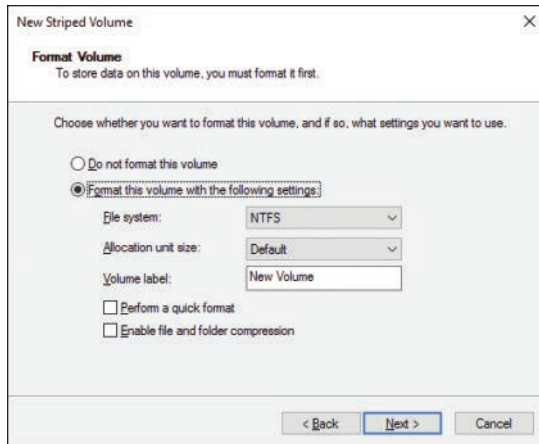 New Striped Volume
Format Volume
To store data on this volume, you must format it first.
Choose whether you want to format this volume, and if so, what settings you want to use.
Do not format this volume
Format this volume with the following settings:
File system: NTFS
Allocation unit size: Default
Volume label: New Volume
Perform a quick format
Enable file and folder compression
< Back Next > Cancel